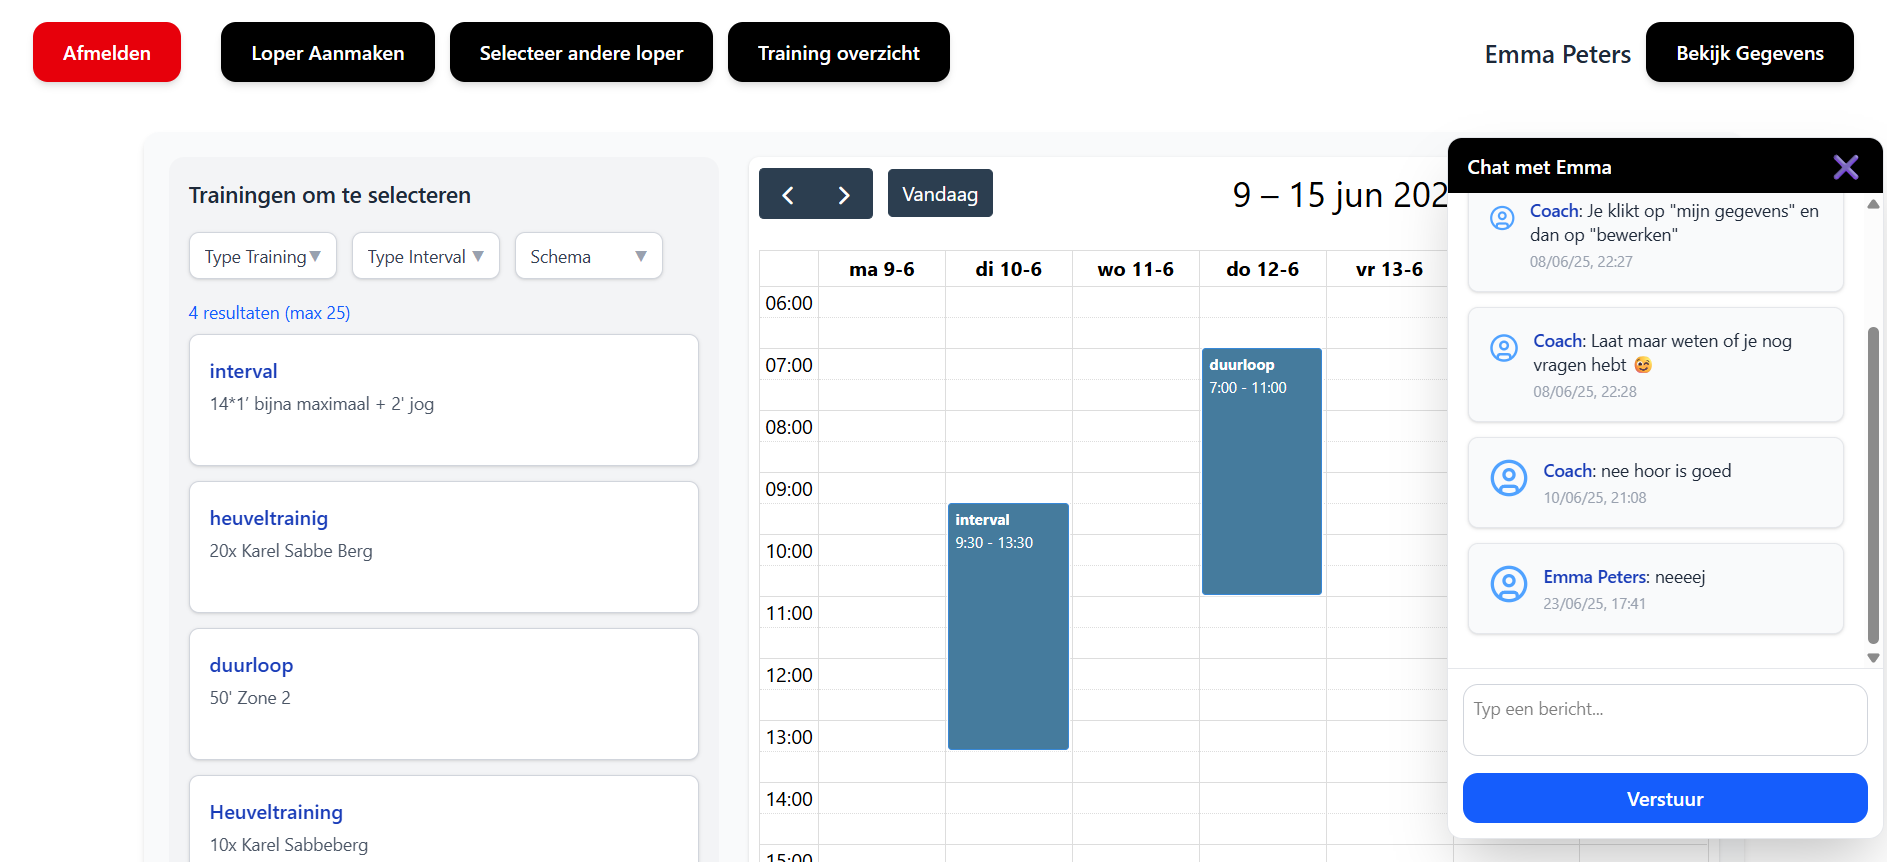 Afmelden
Loper Aanmaken
Selecteer andere loper
Training overzicht
Emma Peters
Bekijk Gegevens
Trainingen om te selecteren
Type Training▼
Type Interval ▼
Schema ▼
4 resultaten (max 25)
interval
14*1' bijna maximaal + 2' jog
heuveltrainig
20x Karel Sabbe Berg
duurloop
50' Zone 2
Heuveltraining
10x Karel Sabbeberg
Vandaag
9 – 15 jun 202
ma 9-6
di 10-6
wo 11-6
do 12-6
vr 13-6
06:00
07:00
08:00
09:00
10:00
11:00
12:00
13:00
14:00
15:00
interval
9:30 - 13:30
duurloop
7:00 - 11:00
Chat met Emma
Coach: Je klikt op "mijn gegevens" en
dan op "bewerken"
08/06/25, 22:27
Coach: Laat maar weten of je nog
vragen hebt 😉
08/06/25, 22:28
Coach: nee hoor is goed
10/06/25, 21:08
Emma Peters: neeeej
23/06/25, 17:41
Typ een bericht...
Verstuur